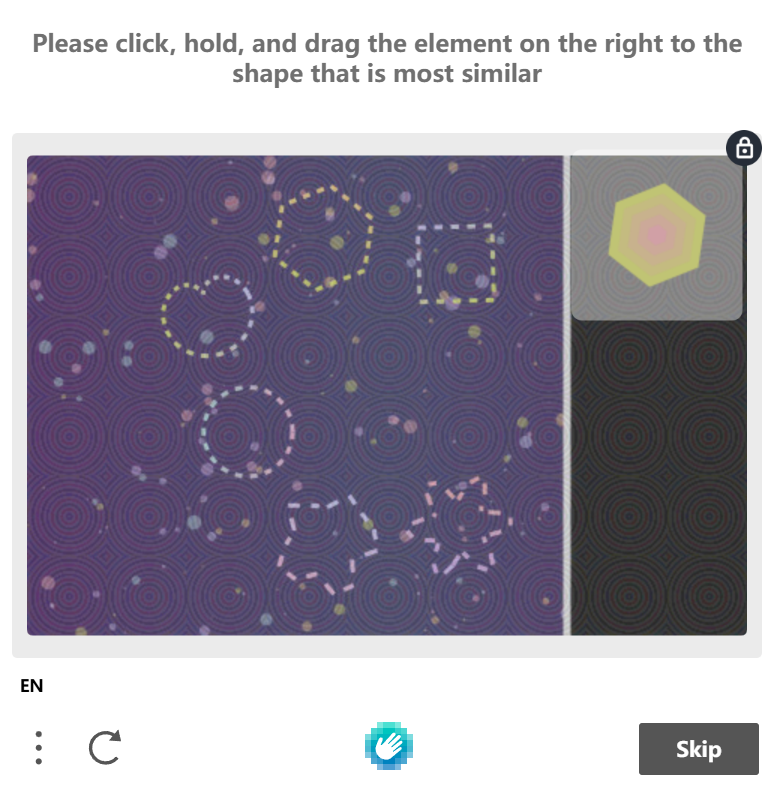 Please click, hold, and drag the element on the right to the
shape that is most similar
EN
Skip